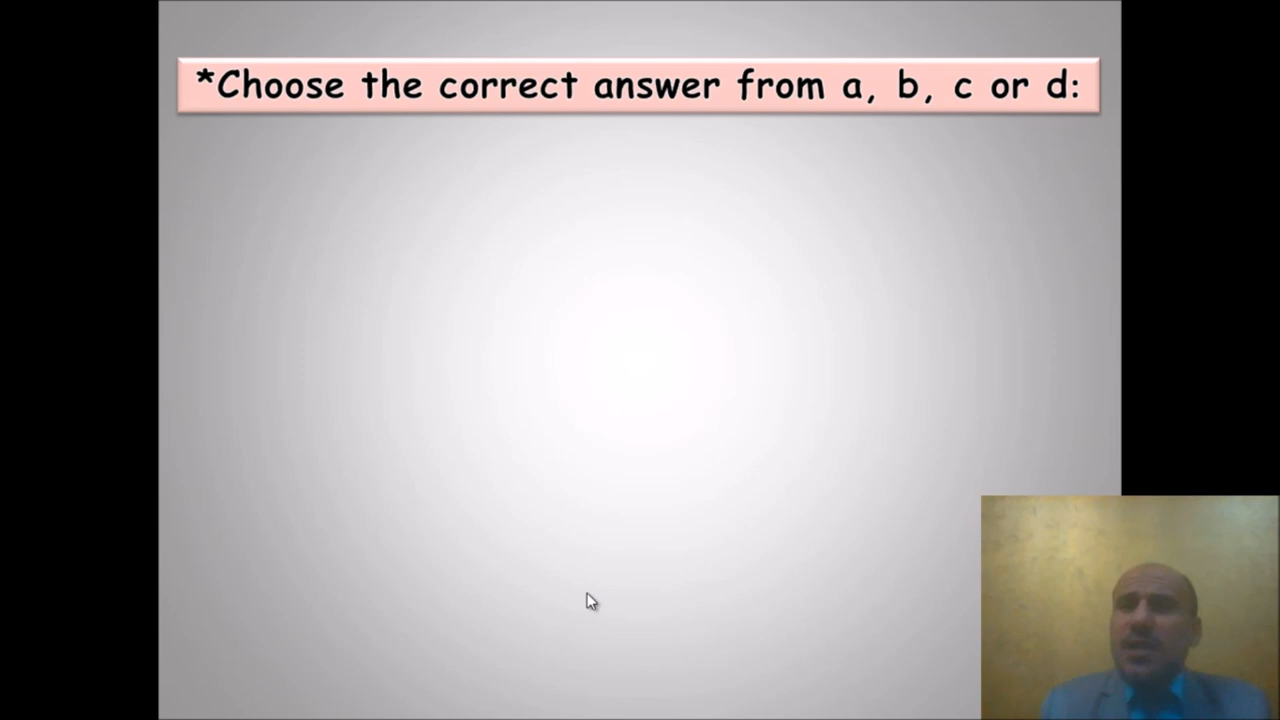 *Choose the correct answer from a, b, c or d: